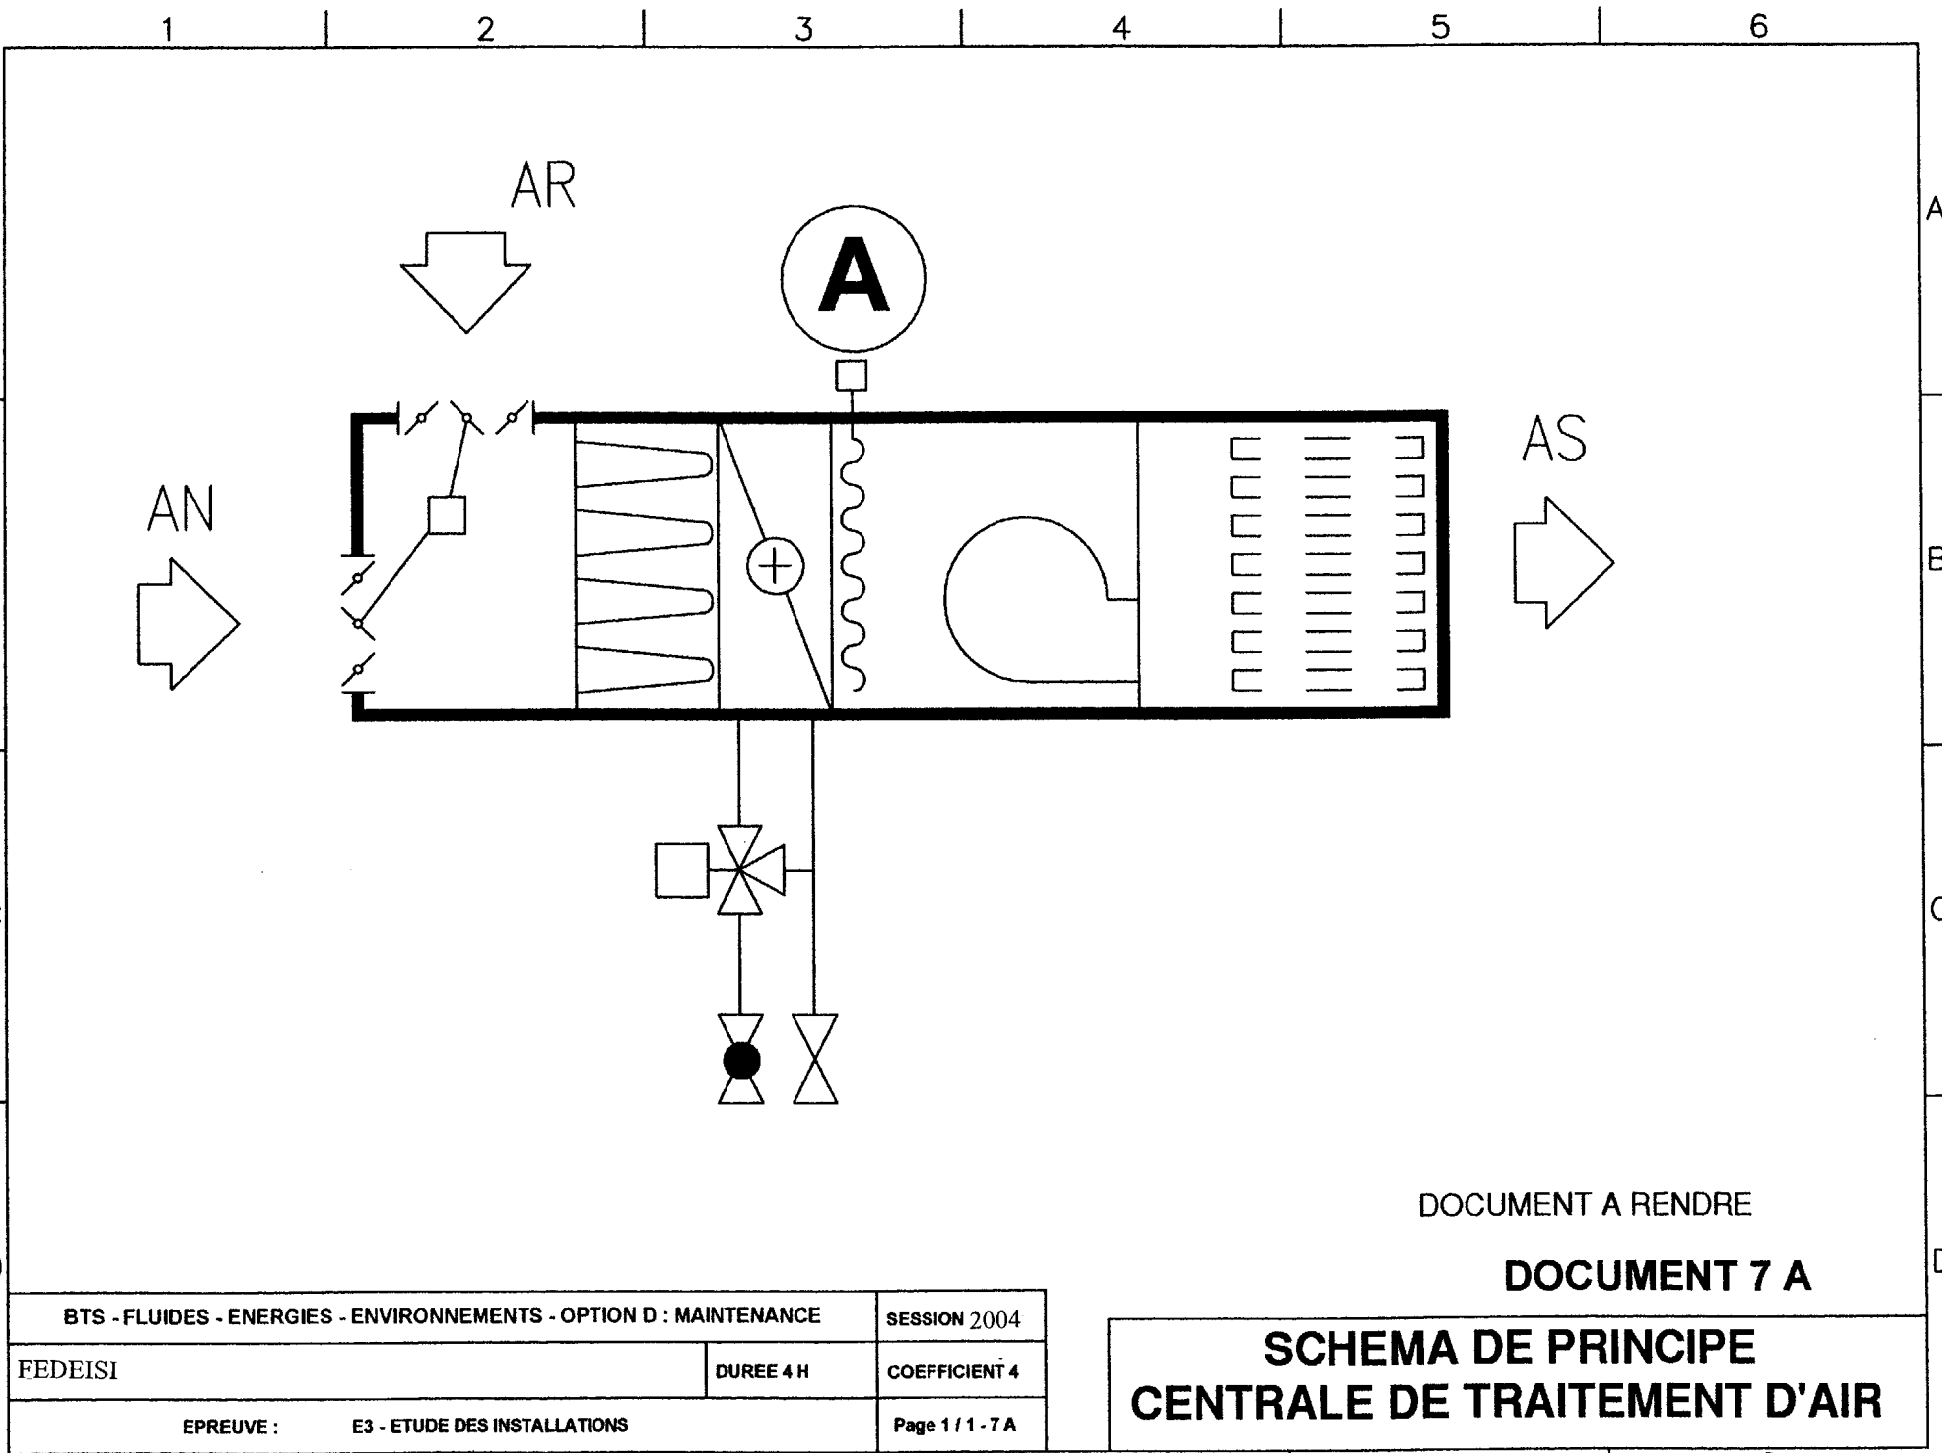 1 2 3 4 5 6
AR
A
A
AS
AN
B
C
DOCUMENT A RENDRE
D
DOCUMENT 7 A
BTS - FLUIDES - ENERGIES - ENVIRONNEMENTS - OPTION D : MAINTENANCE
SESSION 2004
FEDEISI
DUREE 4 H
COEFFICIENT 4
EPREUVE : E3 - ETUDE DES INSTALLATIONS
Page 1 / 1 - 7 A
SCHEMA DE PRINCIPE
CENTRALE DE TRAITEMENT D'AIR